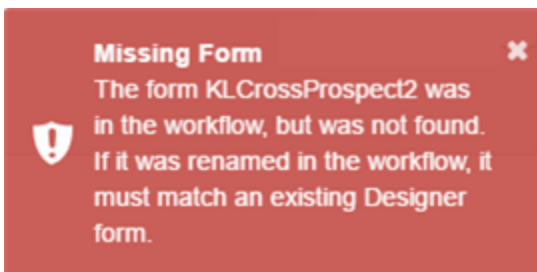 Missing Form
The form KLCrossProspect2 was
in the workflow, but was not found.
If it was renamed in the workflow, it
must match an existing Designer
form.